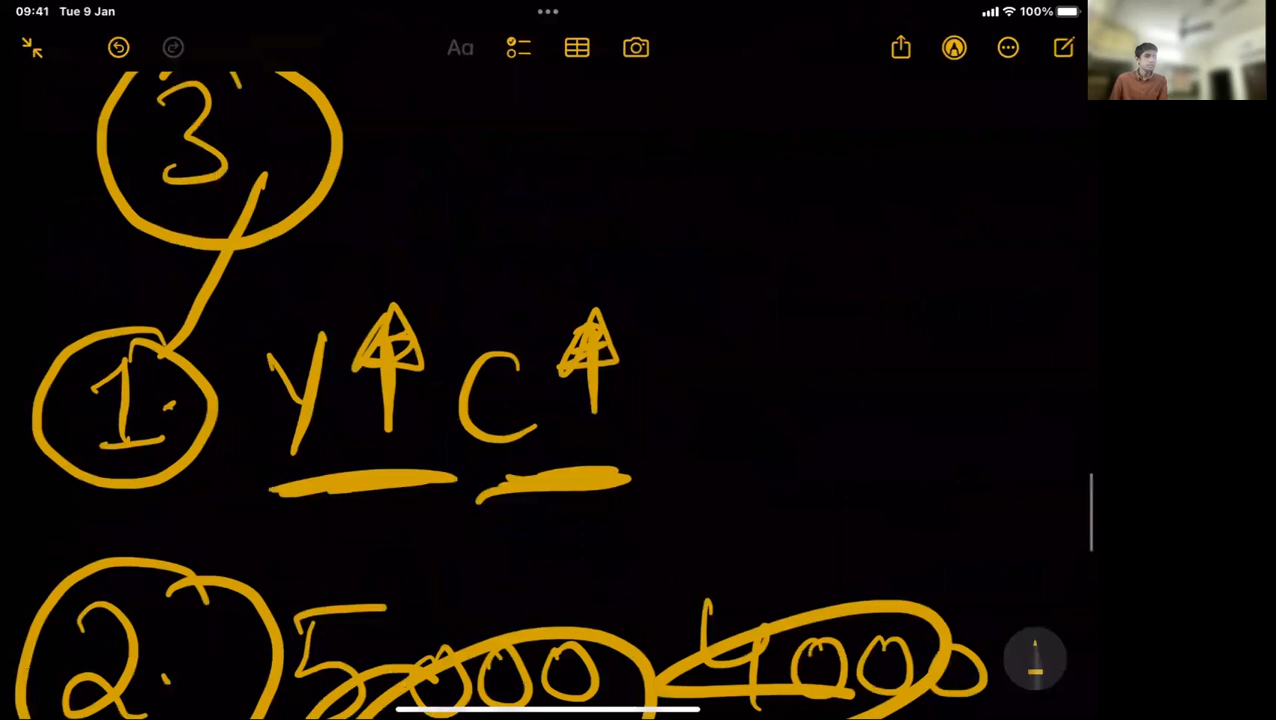 09:41 Tue 9 Jan 100%
Aa
3
1. Y↑ C↑
2. 5000 4000